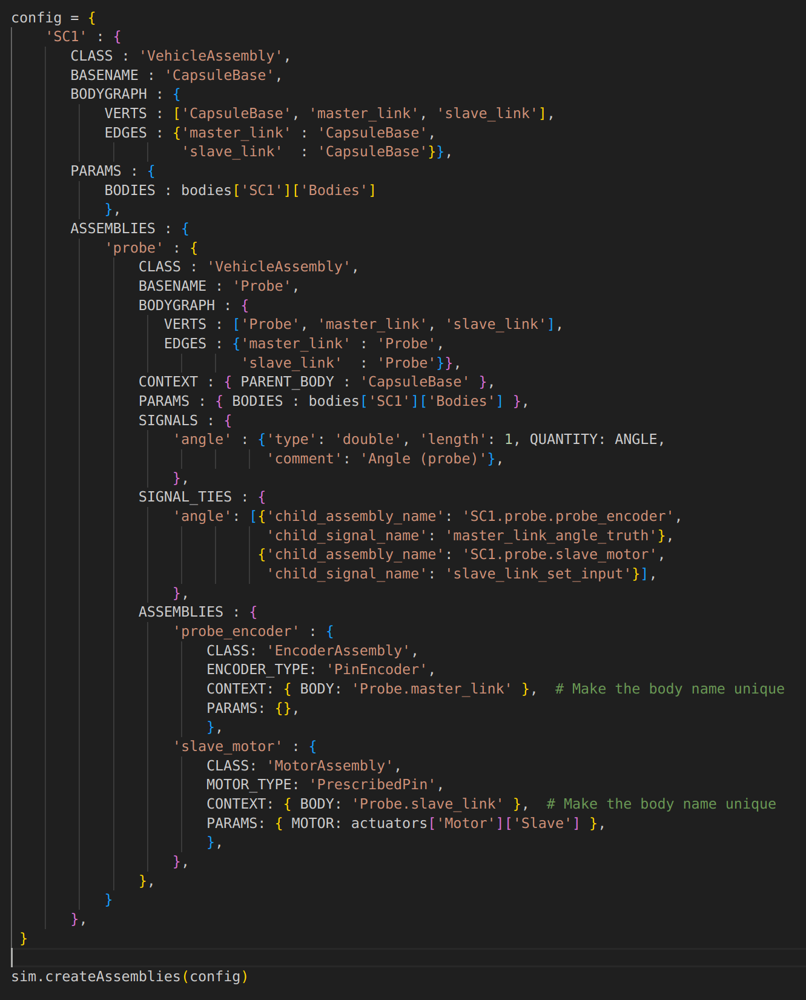 config = {
    'SC1' : {
       CLASS : 'VehicleAssembly',
       BASENAME : 'CapsuleBase',
       BODYGRAPH : {
           VERTS : ['CapsuleBase', 'master_link', 'slave_link'],
           EDGES : {'master_link' : 'CapsuleBase',
                    'slave_link'  : 'CapsuleBase'}},
       PARAMS : {
           BODIES : bodies['SC1']['Bodies']
           },
       ASSEMBLIES : {
           'probe' : {
               CLASS : 'VehicleAssembly',
               BASENAME : 'Probe',
               BODYGRAPH : {
                  VERTS : ['Probe', 'master_link', 'slave_link'],
                  EDGES : {'master_link' : 'Probe',
                           'slave_link'  : 'Probe'}},
               CONTEXT : { PARENT_BODY : 'CapsuleBase' },
               PARAMS : { BODIES : bodies['SC1']['Bodies'] },
               SIGNALS : {
                   'angle' : {'type': 'double', 'length': 1, QUANTITY: ANGLE,
                              'comment': 'Angle (probe)'},
                   },
               SIGNAL_TIES : {
                   'angle': [{'child_assembly_name': 'SC1.probe.probe_encoder',
                              'child_signal_name': 'master_link_angle_truth'},
                             {'child_assembly_name': 'SC1.probe.slave_motor',
                              'child_signal_name': 'slave_link_set_input'}],
                   },
               ASSEMBLIES : {
                   'probe_encoder' : {
                       CLASS: 'EncoderAssembly',
                       ENCODER_TYPE: 'PinEncoder',
                       CONTEXT: { BODY: 'Probe.master_link' },  # Make the body name unique
                       PARAMS: {},
                       },
                   'slave_motor' : {
                       CLASS: 'MotorAssembly',
                       MOTOR_TYPE: 'PrescribedPin',
                       CONTEXT: { BODY: 'Probe.slave_link' },  # Make the body name unique
                       PARAMS: { MOTOR: actuators['Motor']['Slave'] },
                       },
                   },
               },
           }
       },
 }

sim.createAssemblies(config)